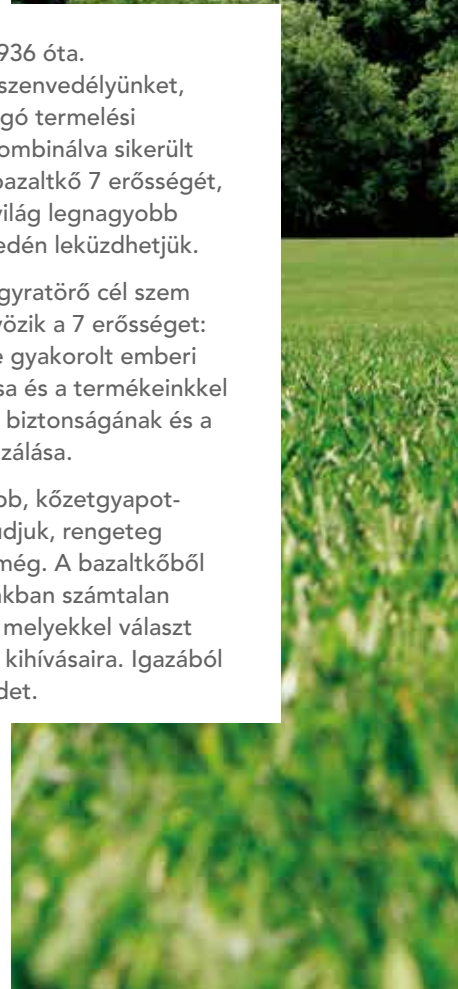 936 óta.
szenvedélyünket,
gó termelési
ombinálva sikerült
bazaltkő 7 erősségét,
világ legnagyobb
edén leküzdhetjük.
gyratörő cél szem
vözik a 7 erősséget:
e gyakorolt emberi
sa és a termékeinkkel
biztonságának és a
zálása.
bb, kőzetgyapot-
udjuk, rengeteg
még. A bazaltkőből
akban számtalan
melyekkel választ
kihívásaira. Igazából
det.